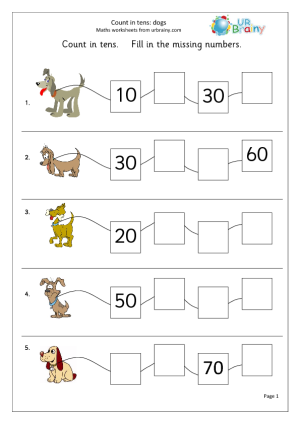 Count in tens: dogs
Maths worksheets from urbrainy.com
UR
Brainy
Count in tens. Fill in the missing numbers.
1.
10 30
2.
30 60
3.
20
4.
50
5.
70
Page 1